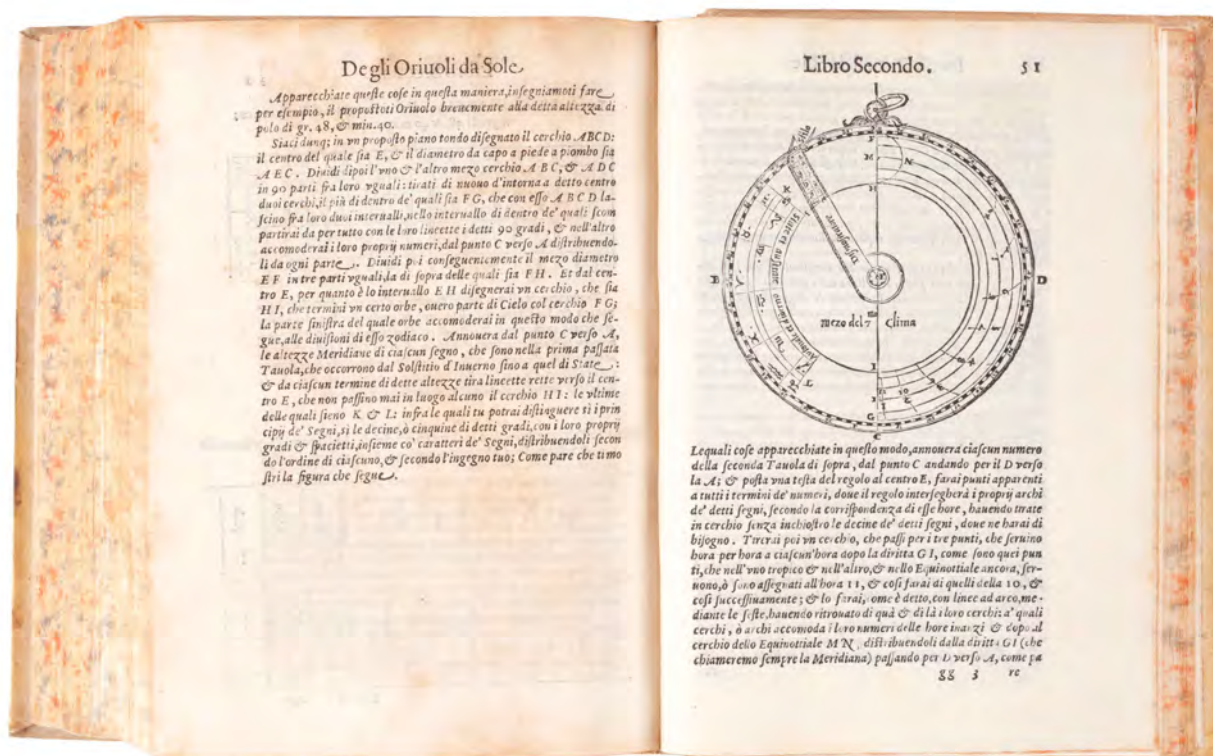 Degli Oriuoli da Sole
Apparecchiate queste cose in questa maniera, insegniamoti fare
per esempio, il propostoti Oriuolo breuemente alla detta altezza di
polo di gr. 48, & min. 40.
Siaci dunq; in vn proposto piano tondo disegnato il cerchio ABCD:
il centro del quale sia E, & il diametro da capo a piede a piombo sia
AEC. Diuidi dipoi l'vno & l'altro mezo cerchio ABC, & ADC
in 90 parti fra loro vguali: tirati di nuouo d'intorna a detto centro
duoi cerchi, il più di dentro de' quali sia FG, che con esso ABCD la-
scino fra loro duoi interualli, nello interuallo di dentro de' quali scom
partirai da per tutto con le loro lineette i detti 90 gradi, & nell'altro
accomoderai i loro proprij numeri, dal punto C verso A distribuendo-
li da ogni parte. Diuidi poi conseguentemente il mezo diametro
EF in tre parti vguali, la di sopra delle quali sia FH. Et dal cen-
tro E, per quanto è lo interuallo EH disegnerai vn cerchio, che sia
HI, che termini vn certo orbe, ouero parte di Cielo col cerchio FG;
la parte sinistra del quale orbe accomoderai in questo modo che se-
gue, alle diuisioni di esso zodiaco. Annouera dal punto C verso A,
le altezze Meridiane di ciascun segno, che sono nella prima passata
Tauola, che occorrono dal Solstitio d'Inuerno sino a quel di State:
& da ciascun termine di dette altezze tira lineette rette verso il cen-
tro E, che non passino mai in luogo alcuno il cerchio HI: le vltime
delle quali sieno K & L: infra le quali tu potrai distinguere sì i prin
cipij de' Segni, sì le decine, ò cinquine di detti gradi, con i loro proprij
gradi & spacietti, insieme co' caratteri de' Segni, distribuendoli secon
do l'ordine di ciascuno, & secondo l'ingegno tuo; Come pare che ti mo
stri la figura che segue.
Libro Secondo. 51
A
F
M
N
H
B
D
E
Dimostratore
mezo del 7 Clima
I
G
C
Lequali cose apparecchiate in questo modo, annouera ciascun numero
della seconda Tauola di sopra, dal punto C andando per il D verso
la A; & posta vna testa del regolo al centro E, farai punti apparenti
a tutti i termini de' numeri, doue il regolo intersegherà i proprij archi
de' detti segni, secondo la corrispondenza di esse hore, hauendo tirate
in cerchio senza inchiostro le decine de' detti segni, doue ne harai di
bisogno. Tirerai poi vn cerchio, che passi per i tre punti, che seruino
hora per hora a ciascun'hora dopo la diritta GI, come sono quei pun
ti, che nell'vno tropico & nell'altro, & nello Equinottiale ancora, ser-
uono, ò sono assegnati all'hora 11, & cosi farai di quelli della 10, &
cosi successiuamente; & lo farai, come è detto, con linee ad arco, me-
diante le seste, hauendo ritrouato di quà & di là i loro cerchi: a' quali
cerchi, ò archi accomoda i loro numeri delle hore inanzi & dopo al
cerchio dello Equinottiale MN, distribuendoli dalla diritta GI (che
chiameremo sempre la Meridiana) passando per D verso A, come pa
gg 3 re